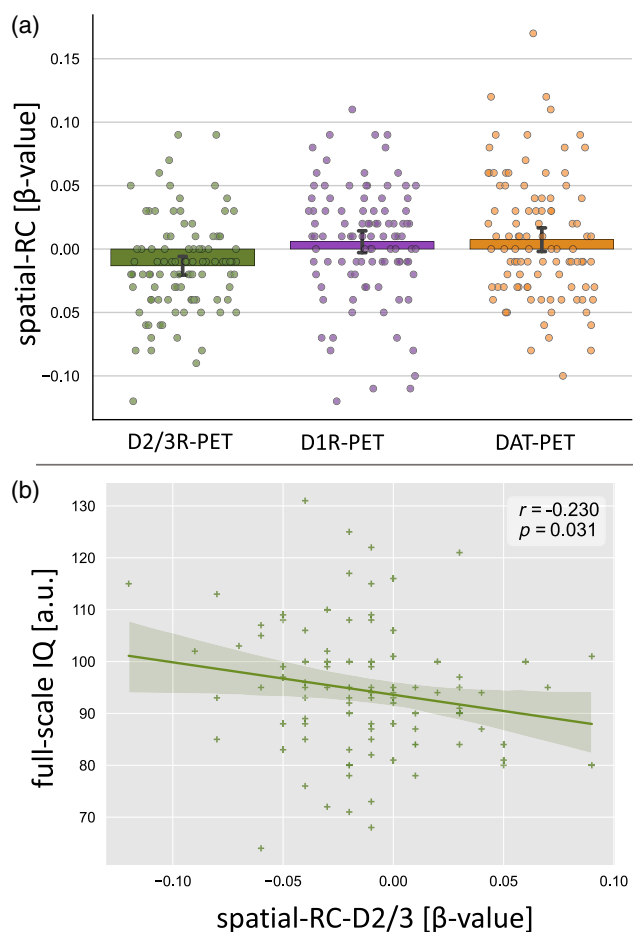 (a)
spatial-RC [β-value]
0.15
0.10
0.05
0.00
0.05
−0.10
D2/3R-PET D1R-PET DAT-PET
(b)
full-scale IQ [a.u.]
130
120
110
100
90
80
70
r = -0.230
p = 0.031
−0.10 −0.05 0.00 0.05 0.10
spatial-RC-D2/3 [β-value]